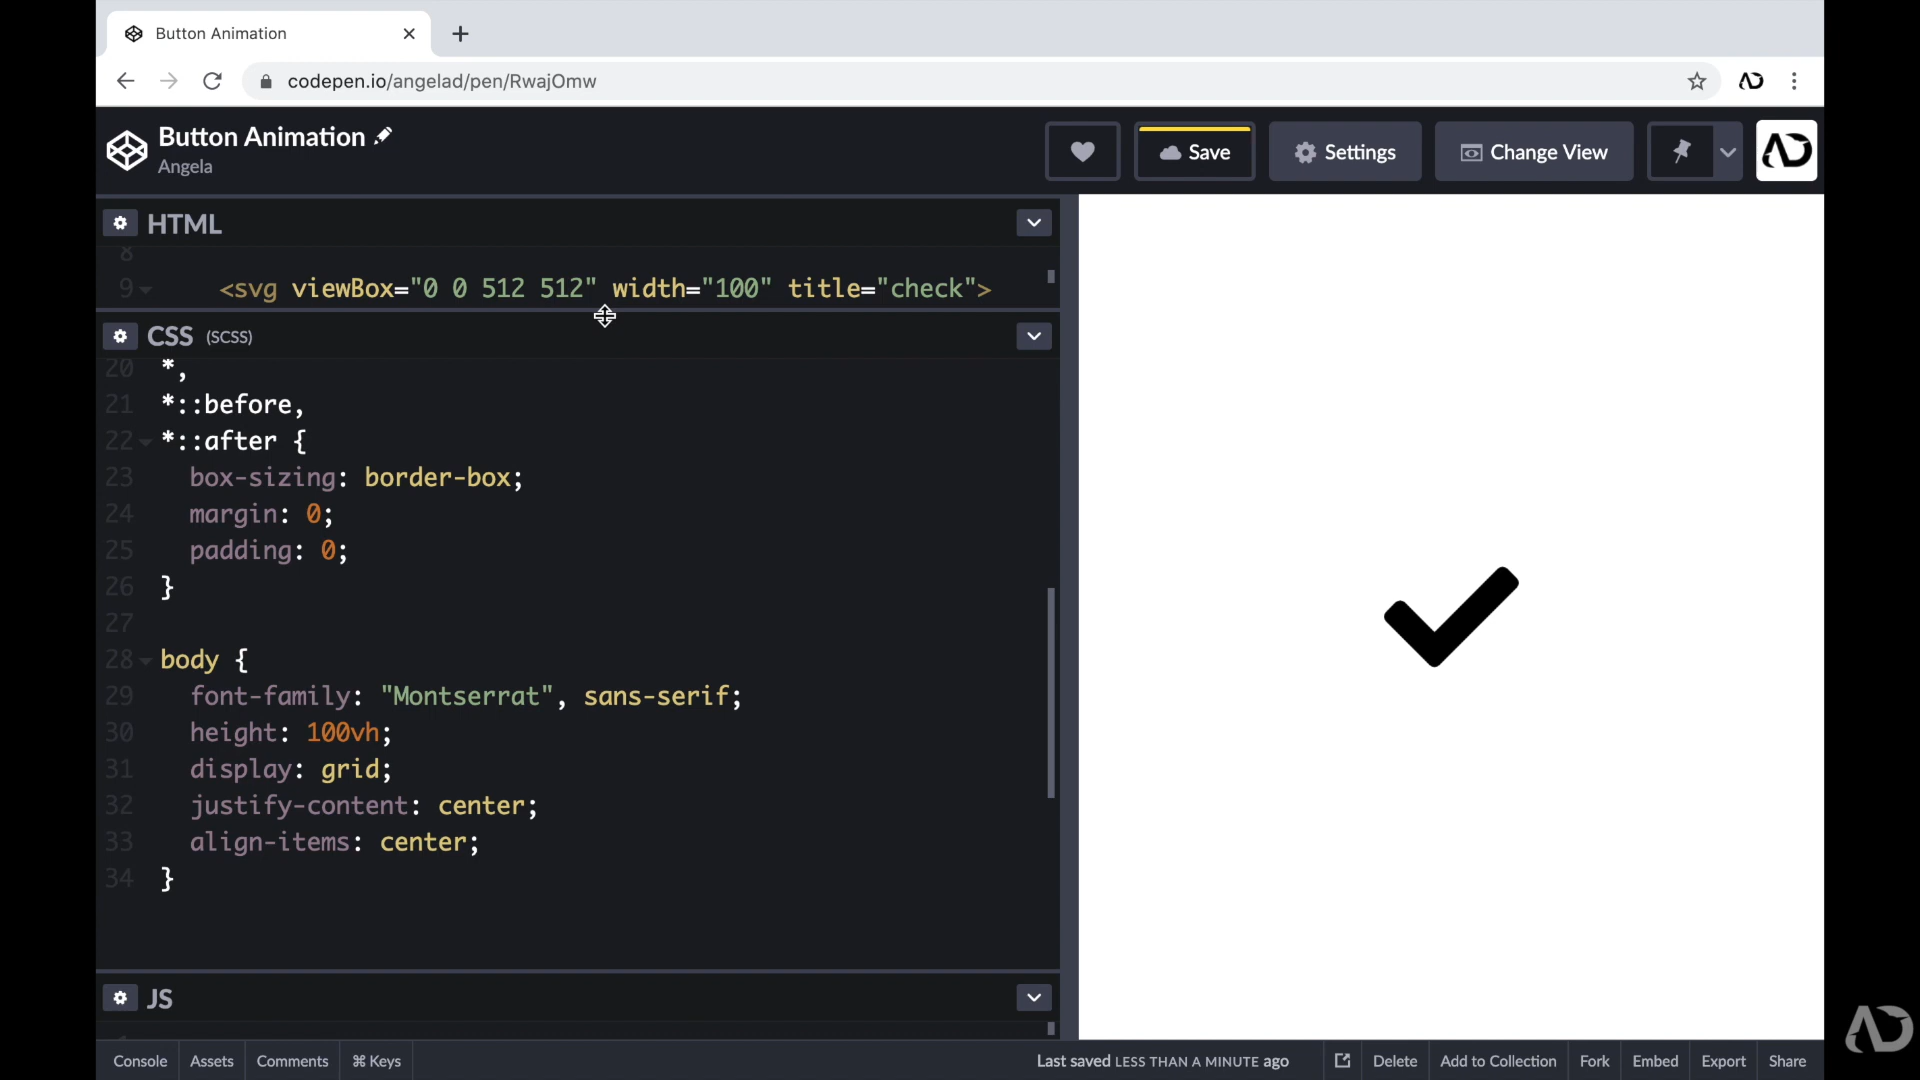 Button Animation
codepen.io/angelad/pen/RwajOmw
Button Animation
Angela
Save
Settings
Change View
HTML
8
9 <svg viewBox="0 0 512 512" width="100" title="check">
CSS (SCSS)
20 *,
21 *::before,
22 *::after {
23 box-sizing: border-box;
24 margin: 0;
25 padding: 0;
26 }
27
28 body {
29 font-family: "Montserrat", sans-serif;
30 height: 100vh;
31 display: grid;
32 justify-content: center;
33 align-items: center;
34 }
JS
Console Assets Comments ⌘ Keys Last saved LESS THAN A MINUTE ago Delete Add to Collection Fork Embed Export Share